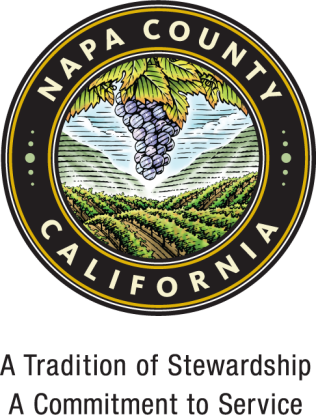 NAPA COUNTY
CALIFORNIA
A Tradition of Stewardship
A Commitment to Service